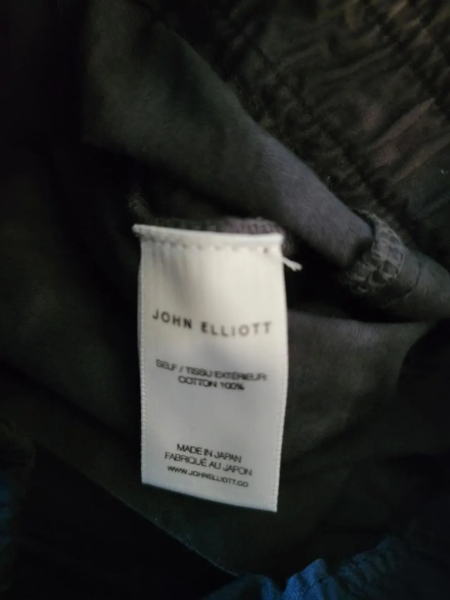 JOHN ELLIOTT
SELF / TISSU EXTÉRIEUR:
COTTON 100%
MADE IN JAPAN
FABRIQUÉ AU JAPON
WWW.JOHNELLIOTT.CO